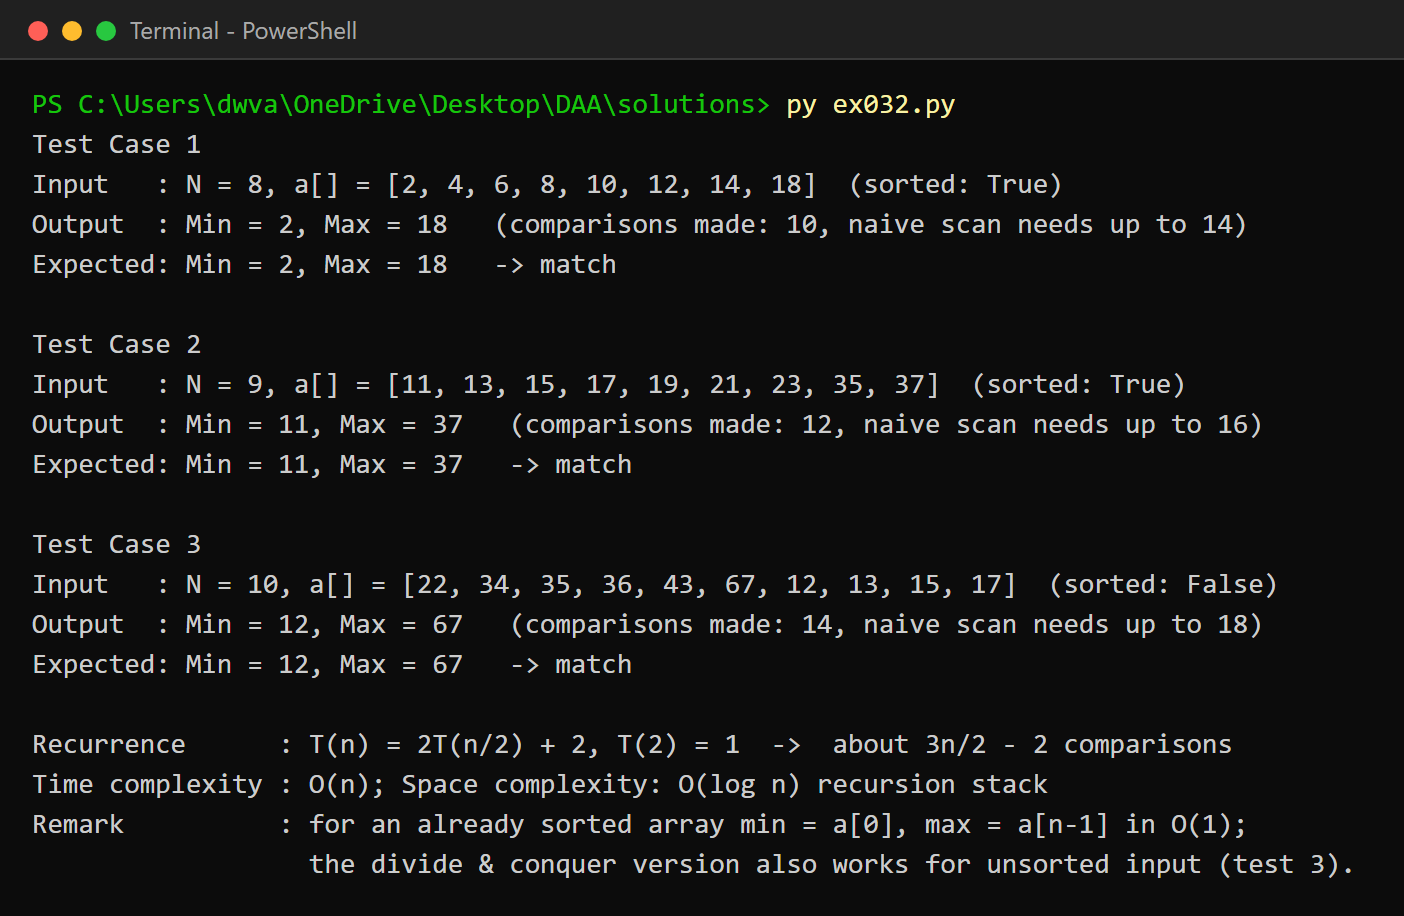 Terminal - PowerShell
PS C:\Users\dwva\OneDrive\Desktop\DAA\solutions> py ex032.py
Test Case 1
Input   : N = 8, a[] = [2, 4, 6, 8, 10, 12, 14, 18]  (sorted: True)
Output  : Min = 2, Max = 18   (comparisons made: 10, naive scan needs up to 14)
Expected: Min = 2, Max = 18   -> match
Test Case 2
Input   : N = 9, a[] = [11, 13, 15, 17, 19, 21, 23, 35, 37]  (sorted: True)
Output  : Min = 11, Max = 37   (comparisons made: 12, naive scan needs up to 16)
Expected: Min = 11, Max = 37   -> match
Test Case 3
Input   : N = 10, a[] = [22, 34, 35, 36, 43, 67, 12, 13, 15, 17]  (sorted: False)
Output  : Min = 12, Max = 67   (comparisons made: 14, naive scan needs up to 18)
Expected: Min = 12, Max = 67   -> match
Recurrence      : T(n) = 2T(n/2) + 2, T(2) = 1  ->  about 3n/2 - 2 comparisons
Time complexity : O(n); Space complexity: O(log n) recursion stack
Remark          : for an already sorted array min = a[0], max = a[n-1] in O(1);
                  the divide & conquer version also works for unsorted input (test 3).